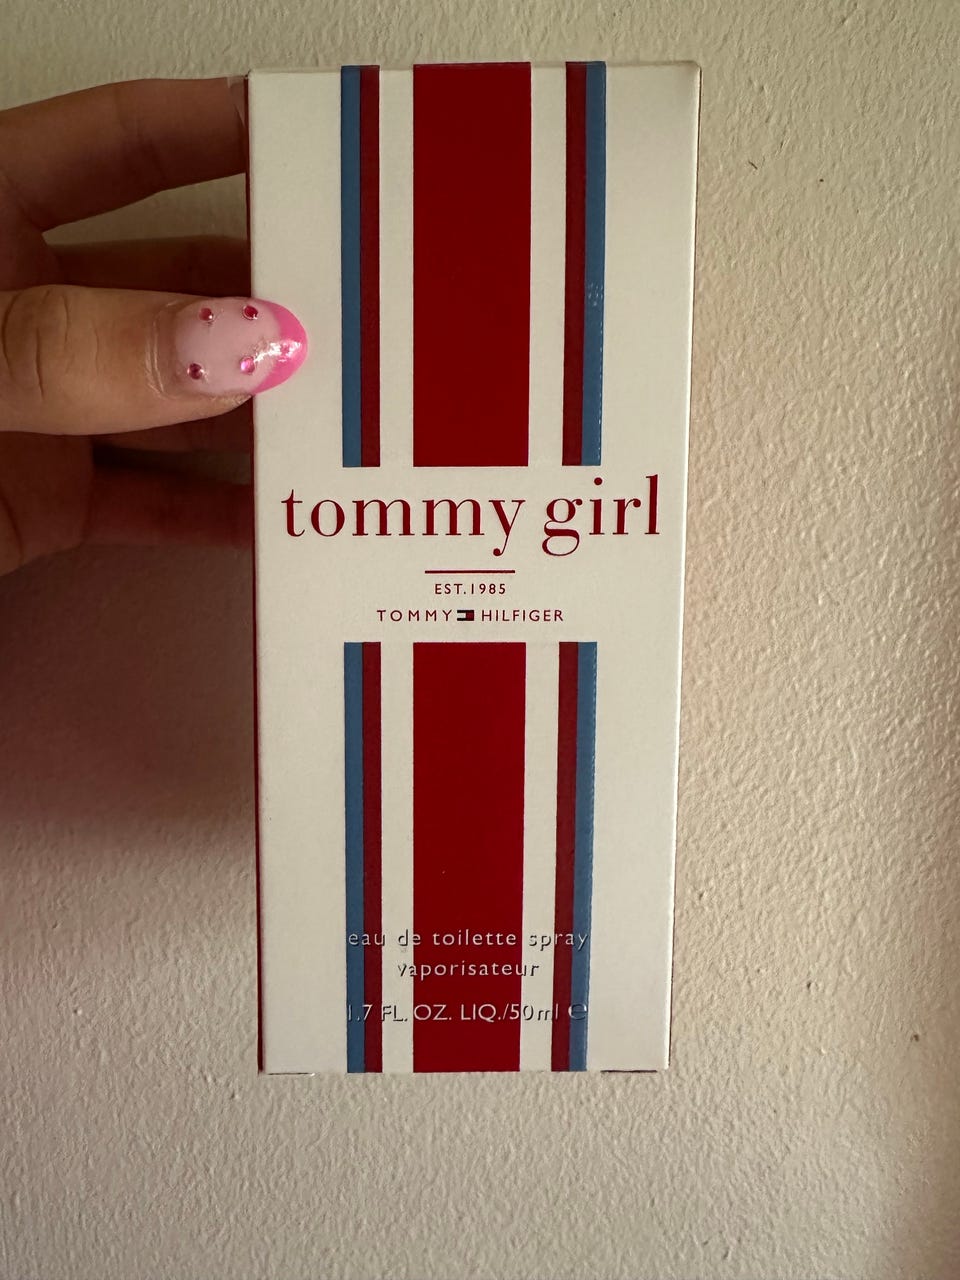 tommy girl
EST.1985
TOMMY HILFIGER
eau de toilette spray
vaporisateur
1.7 FL. OZ. LIQ./50ml ℮